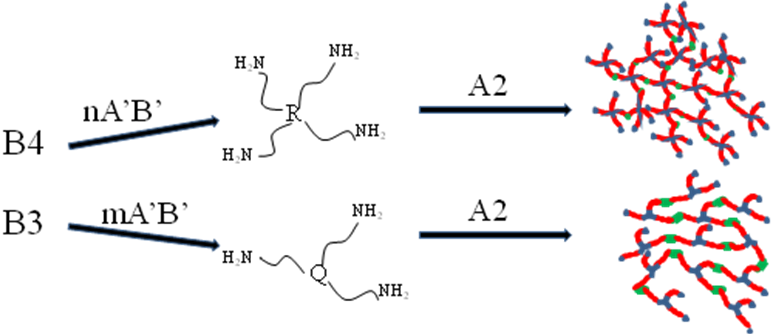 B4
nA’B’
NH₂
H₂N
R
NH₂
H₂N
A2
B3
mA’B’
NH₂
H₂N
Q
NH₂
A2